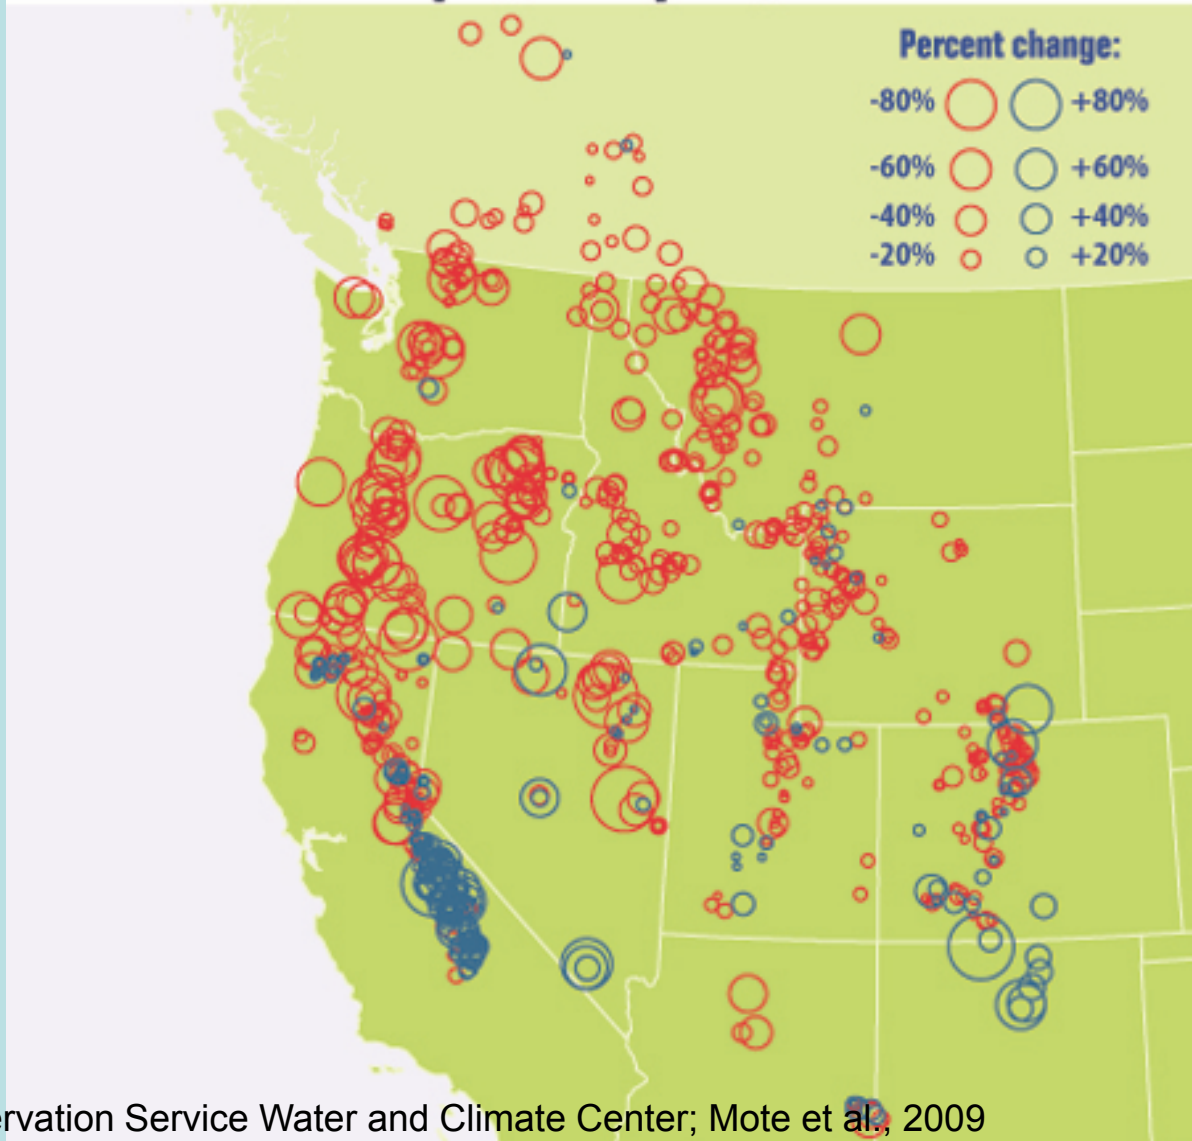 Percent change:
-80% +80%
-60% +60%
-40% +40%
-20% +20%
ervation Service Water and Climate Center; Mote et al., 2009